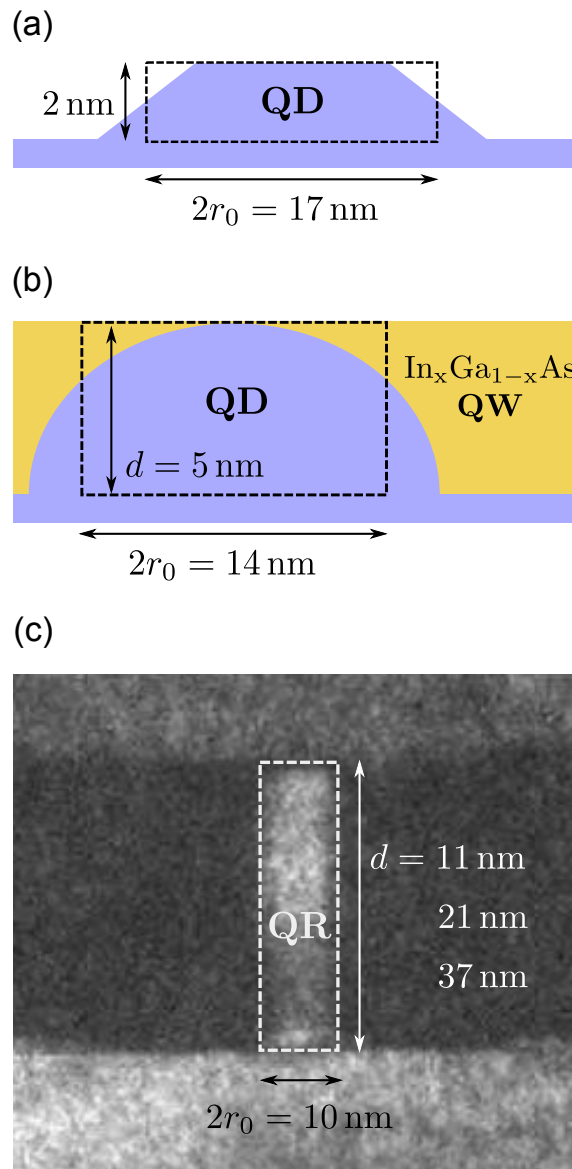 (a)
2 nm
QD
2r₀ = 17 nm
(b)
InₓGa₁₋ₓAs
QW
QD
d = 5 nm
2r₀ = 14 nm
(c)
d = 11 nm
21 nm
QR
37 nm
2r₀ = 10 nm